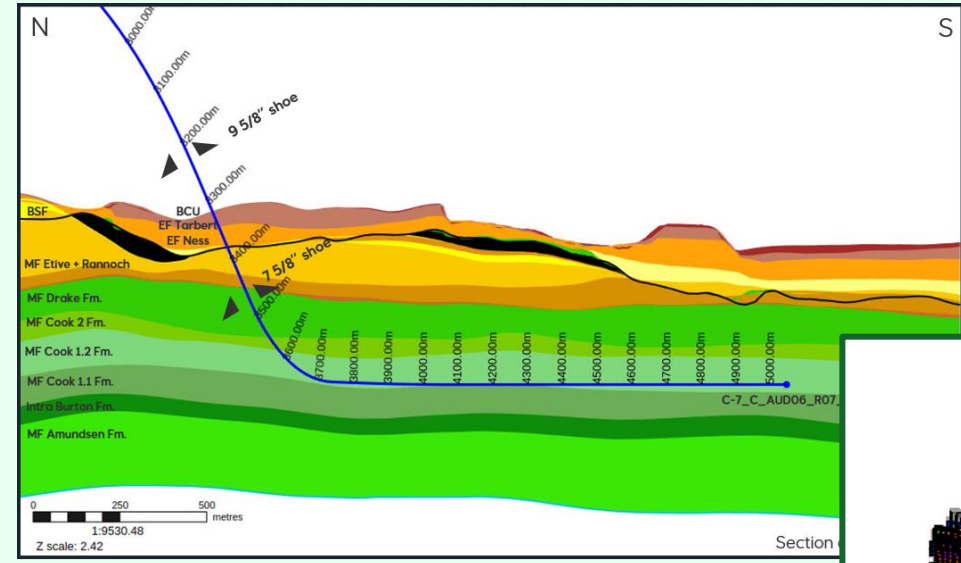 N
S
3000.00m
3100.00m
3200.00m
9 5/8" shoe
3300.00m
BSF
BCU
EF Tarbert
EF Ness
3400.00m
7 5/8" shoe
MF Etive + Rannoch
3500.00m
MF Drake Fm.
MF Cook 2 Fm.
3600.00m
MF Cook 1.2 Fm.
3700.00m
3800.00m
3900.00m
4000.00m
4100.00m
4200.00m
4300.00m
4400.00m
4500.00m
4600.00m
4700.00m
4800.00m
4900.00m
5000.00m
MF Cook 1.1 Fm.
C-7_C_AUD06_R07_
Intra Burton Fm.
MF Amundsen Fm.
0 250 500
metres
1:9530.48
Z scale: 2.42
Section